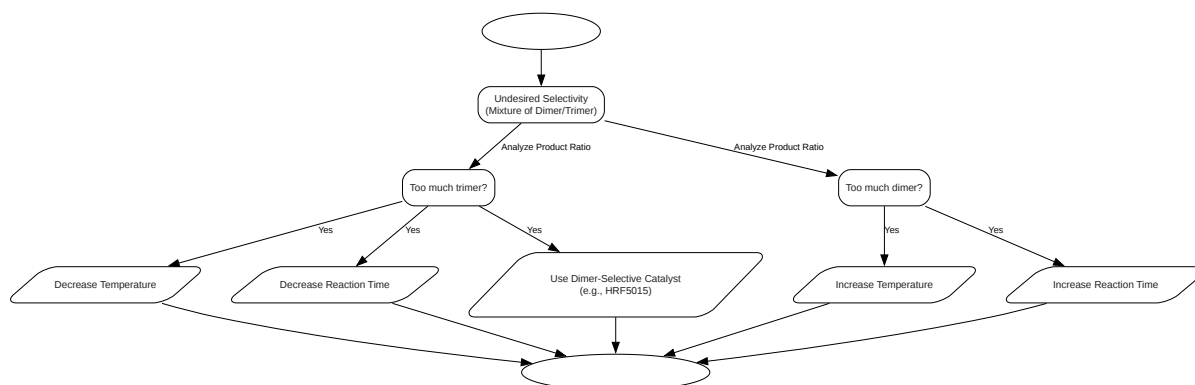 Undesired Selectivity
(Mixture of Dimer/Trimer)
Analyze Product Ratio
Analyze Product Ratio
Too much trimer?
Too much dimer?
Yes
Yes
Yes
Yes
Yes
Decrease Temperature
Decrease Reaction Time
Use Dimer-Selective Catalyst
(e.g., HRF5015)
Increase Temperature
Increase Reaction Time